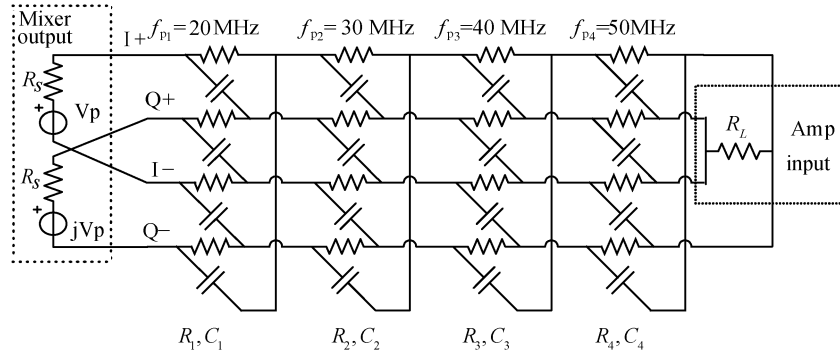 Mixer output
I+
f_p1 = 20 MHz
f_p2 = 30 MHz
f_p3 = 40 MHz
f_p4 = 50MHz
R_S
+
Vp
Q+
R_L
Amp input
I−
R_S
+
jVp
Q−
R_1, C_1
R_2, C_2
R_3, C_3
R_4, C_4